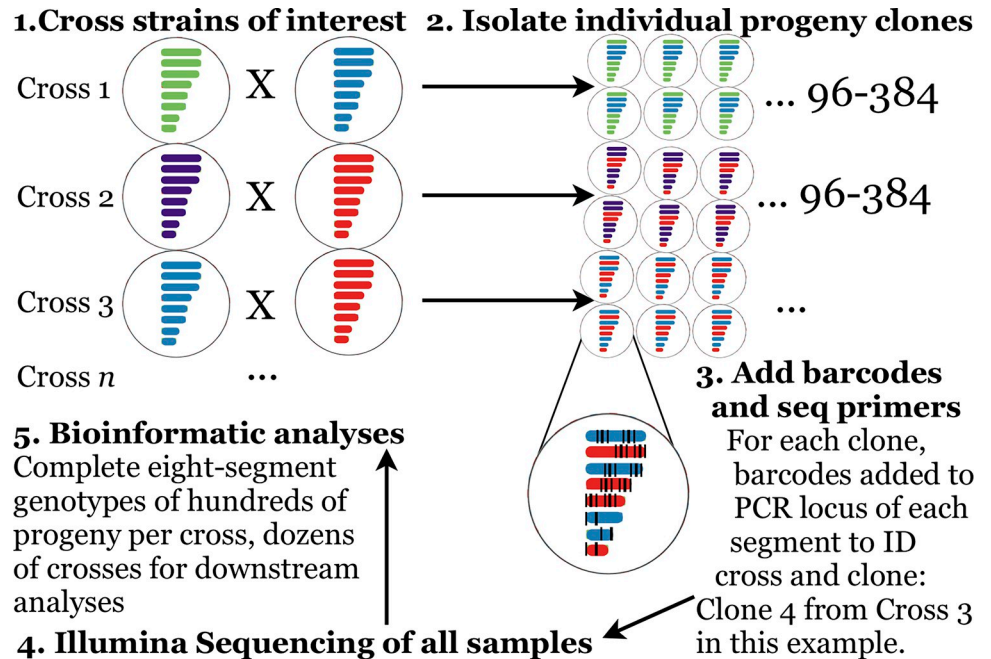 1.Cross strains of interest
2. Isolate individual progeny clones
Cross 1
X
... 96-384
Cross 2
X
... 96-384
Cross 3
X
...
Cross n
...
3. Add barcodes
and seq primers
For each clone,
barcodes added to
PCR locus of each
segment to ID
cross and clone:
Clone 4 from Cross 3
in this example.
4. Illumina Sequencing of all samples
5. Bioinformatic analyses
Complete eight-segment
genotypes of hundreds of
progeny per cross, dozens
of crosses for downstream
analyses